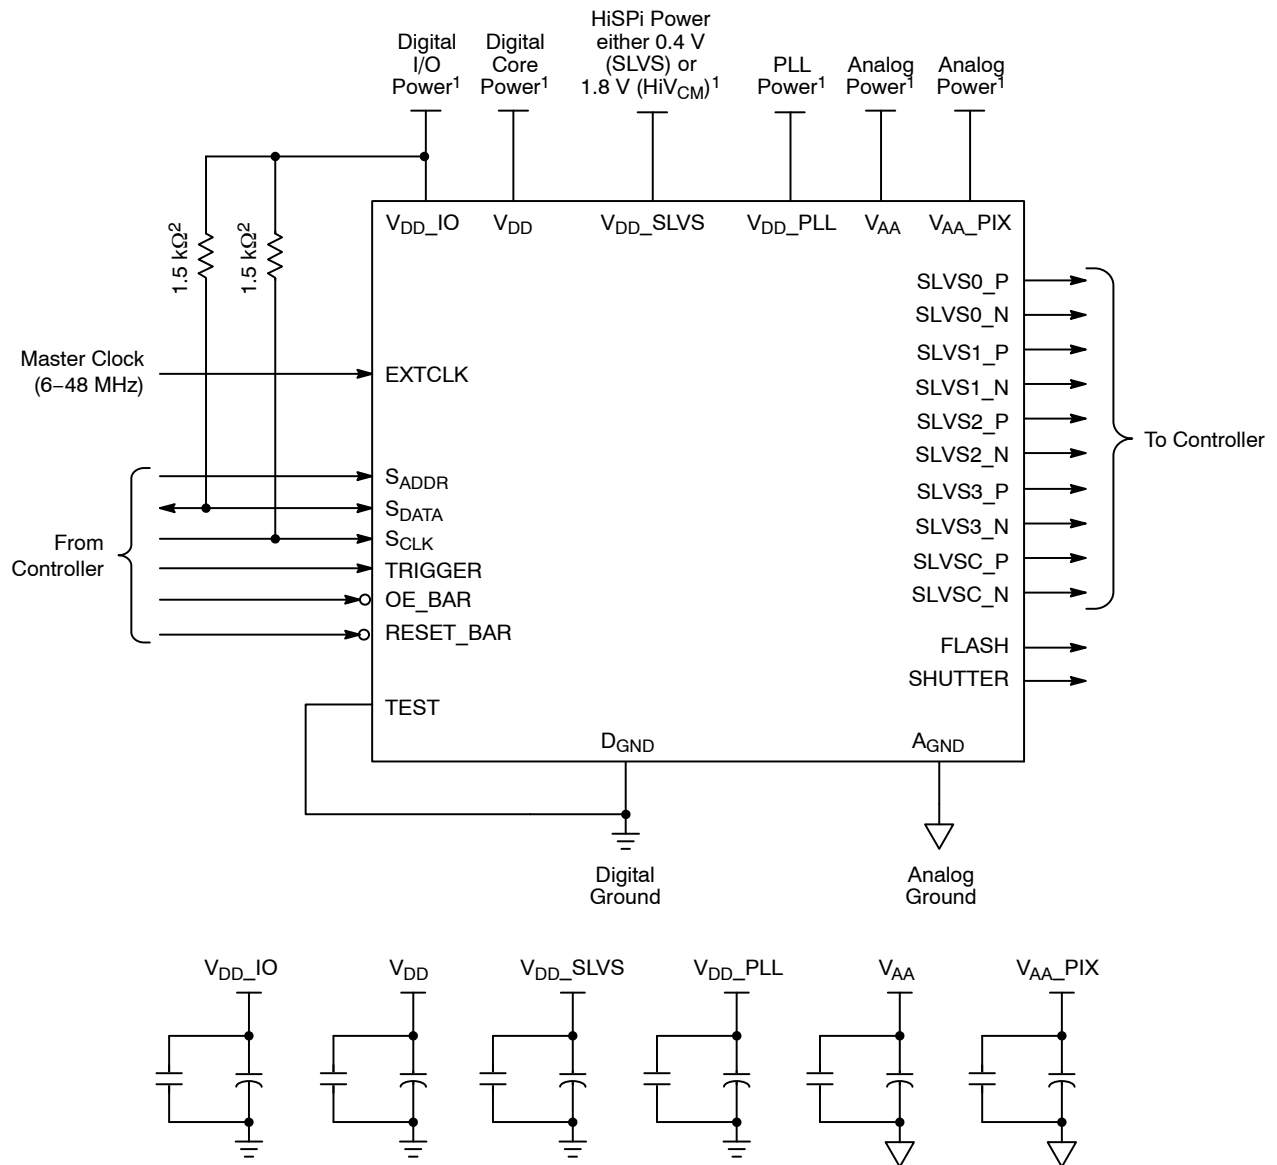 Digital
I/O
Power¹
Digital
Core
Power¹
HiSPi Power
either 0.4 V
(SLVS) or
1.8 V (HiVCM)¹
PLL
Power¹
Analog
Power¹
Analog
Power¹
VDD_IO
VDD
VDD_SLVS
VDD_PLL
VAA
VAA_PIX
1.5 kΩ²
1.5 kΩ²
Master Clock
(6–48 MHz)
EXTCLK
From
Controller
SADDR
SDATA
SCLK
TRIGGER
OE_BAR
RESET_BAR
TEST
SLVS0_P
SLVS0_N
SLVS1_P
SLVS1_N
SLVS2_P
SLVS2_N
SLVS3_P
SLVS3_N
SLVSC_P
SLVSC_N
To Controller
FLASH
SHUTTER
DGND
AGND
Digital
Ground
Analog
Ground
VDD_IO
VDD
VDD_SLVS
VDD_PLL
VAA
VAA_PIX